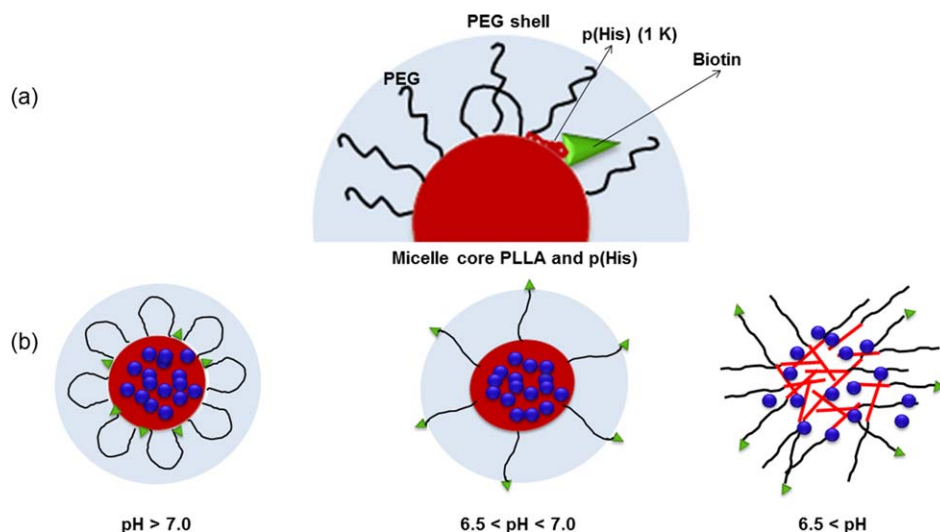 (a)
PEG shell
p(His) (1 K)
Biotin
PEG
Micelle core PLLA and p(His)
(b)
pH > 7.0
6.5 < pH < 7.0
6.5 < pH